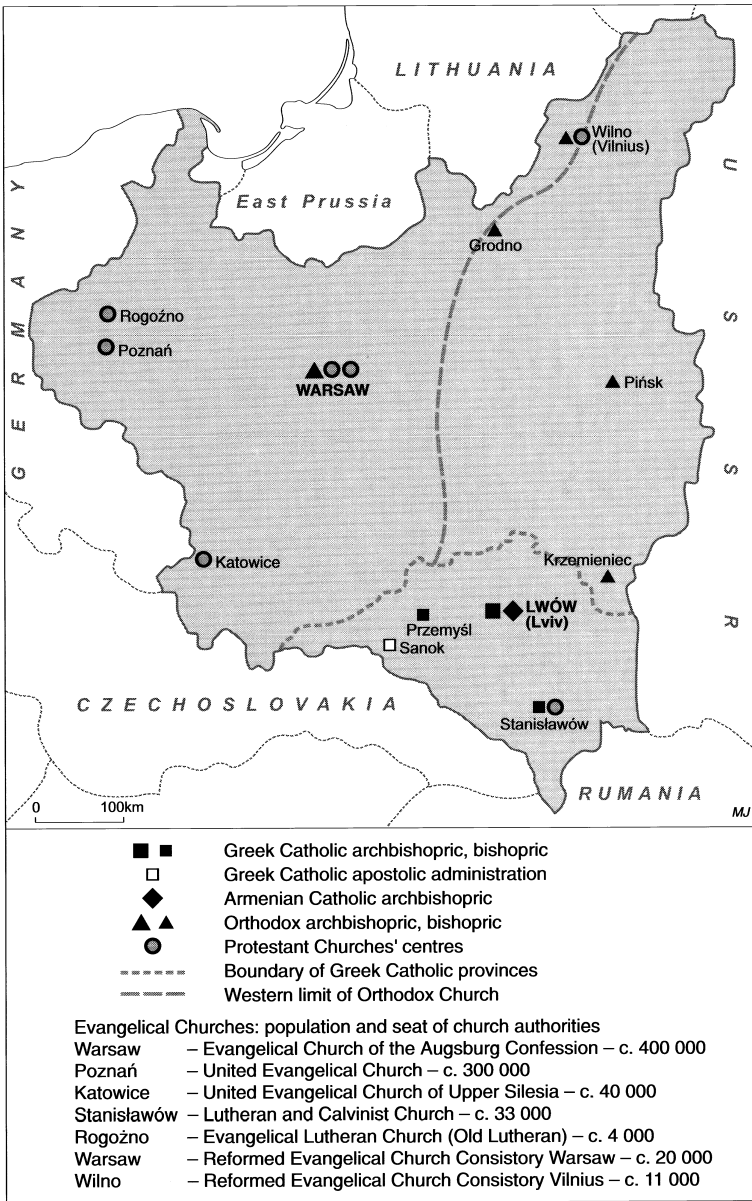 LITHUANIA
Wilno
(Vilnius)
East Prussia
Grodno
GERMANY
USSR
Rogoźno
Poznań
WARSAW
Pińsk
Katowice
Krzemieniec
LWÓW
(Lviv)
Przemyśl
Sanok
CZECHOSLOVAKIA
Stanisławów
RUMANIA
0 100km
MJ
Greek Catholic archbishopric, bishopric
Greek Catholic apostolic administration
Armenian Catholic archbishopric
Orthodox archbishopric, bishopric
Protestant Churches' centres
Boundary of Greek Catholic provinces
Western limit of Orthodox Church
Evangelical Churches: population and seat of church authorities
Warsaw – Evangelical Church of the Augsburg Confession – c. 400 000
Poznań – United Evangelical Church – c. 300 000
Katowice – United Evangelical Church of Upper Silesia – c. 40 000
Stanisławów – Lutheran and Calvinist Church – c. 33 000
Rogożno – Evangelical Lutheran Church (Old Lutheran) – c. 4 000
Warsaw – Reformed Evangelical Church Consistory Warsaw – c. 20 000
Wilno – Reformed Evangelical Church Consistory Vilnius – c. 11 000